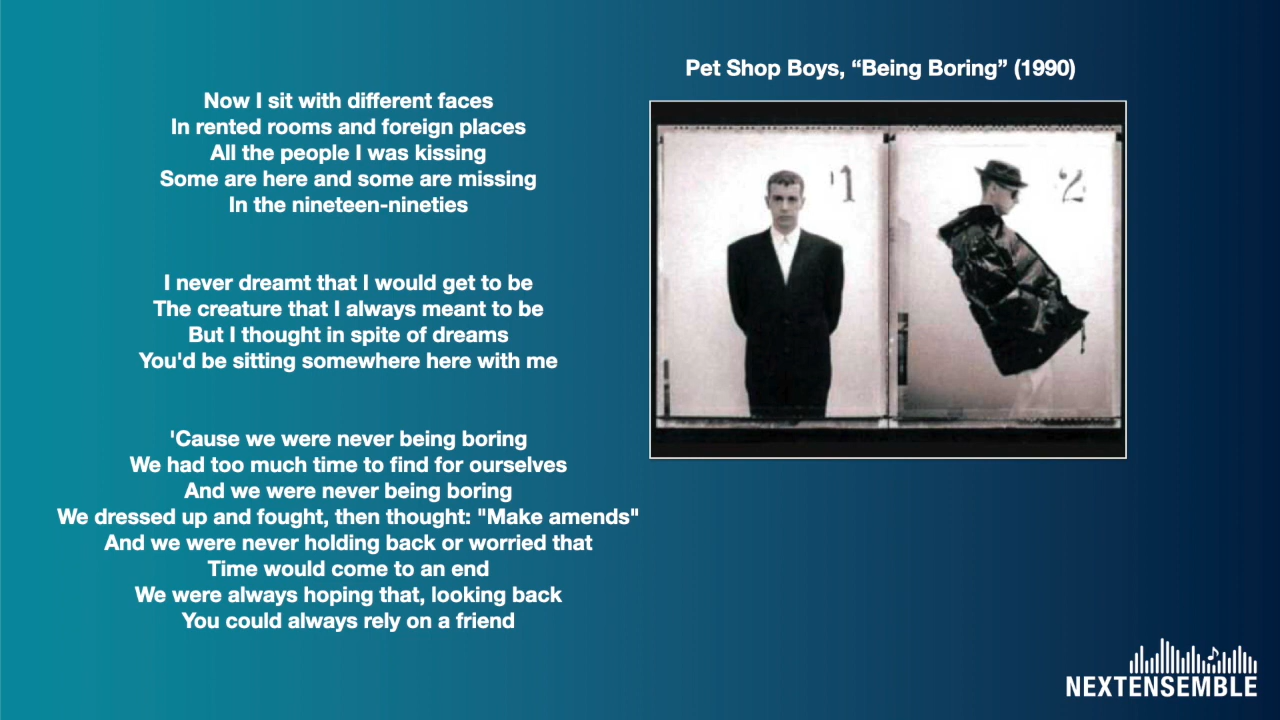 Pet Shop Boys, “Being Boring” (1990)
Now I sit with different faces
In rented rooms and foreign places
All the people I was kissing
Some are here and some are missing
In the nineteen-nineties
I never dreamt that I would get to be
The creature that I always meant to be
But I thought in spite of dreams
You'd be sitting somewhere here with me
'Cause we were never being boring
We had too much time to find for ourselves
And we were never being boring
We dressed up and fought, then thought: "Make amends"
And we were never holding back or worried that
Time would come to an end
We were always hoping that, looking back
You could always rely on a friend
1
2
NEXTENSEMBLE